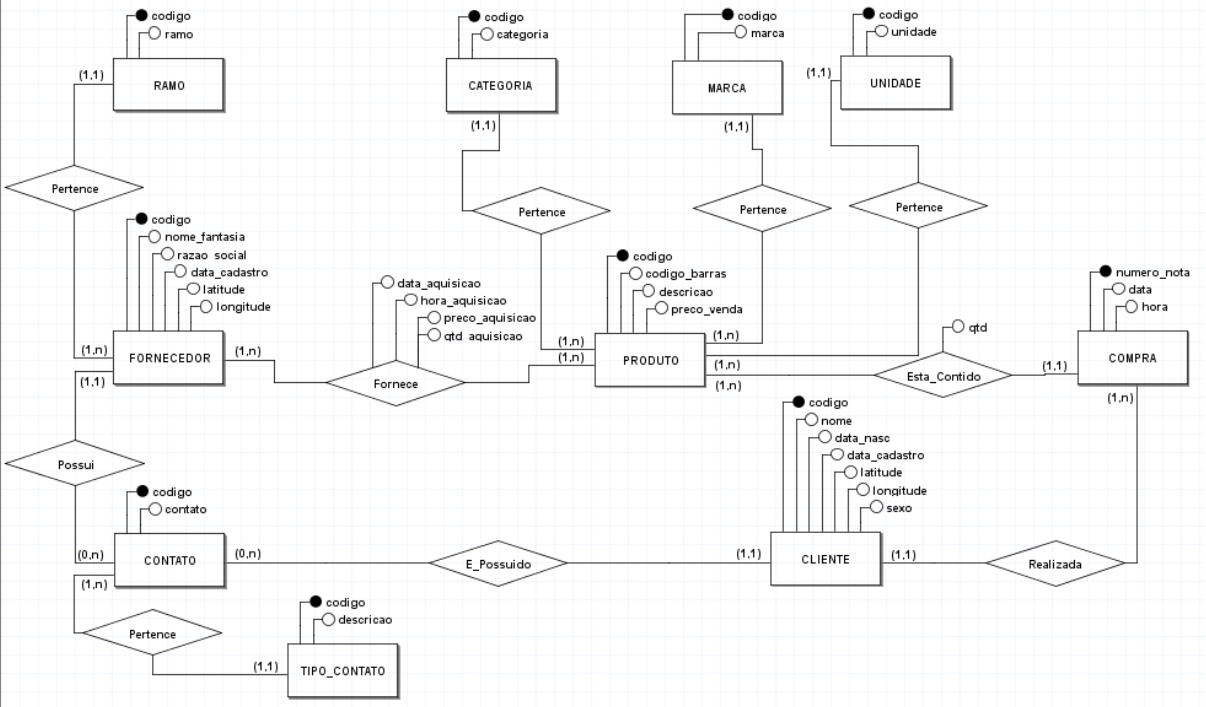 codigo
ramo
(1,1)
RAMO
codigo
categoria
CATEGORIA
(1,1)
codigo
marca
MARCA
(1,1)
codigo
unidade
(1,1)
UNIDADE
Pertence
Pertence
Pertence
Pertence
codigo
nome_fantasia
razao_social
data_cadastro
latitude
longitude
(1,n)
FORNECEDOR
(1,n)
(1,1)
data_aquisicao
hora_aquisicao
preco_aquisicao
qtd_aquisicao
Fornece
codigo
codigo_barras
descricao
preco_venda
(1,n)
(1,n)
PRODUTO
(1,n)
(1,n)
(1,n)
qtd
Esta_Contido
numero_nota
data
hora
(1,1)
COMPRA
(1,n)
Possui
codigo
contato
(0,n)
CONTATO
(0,n)
(1,n)
E_Possuido
codigo
nome
data_nasc
data_cadastro
latitude
longitude
sexo
(1,1)
CLIENTE
(1,1)
Realizada
Pertence
codigo
descricao
(1,1)
TIPO_CONTATO